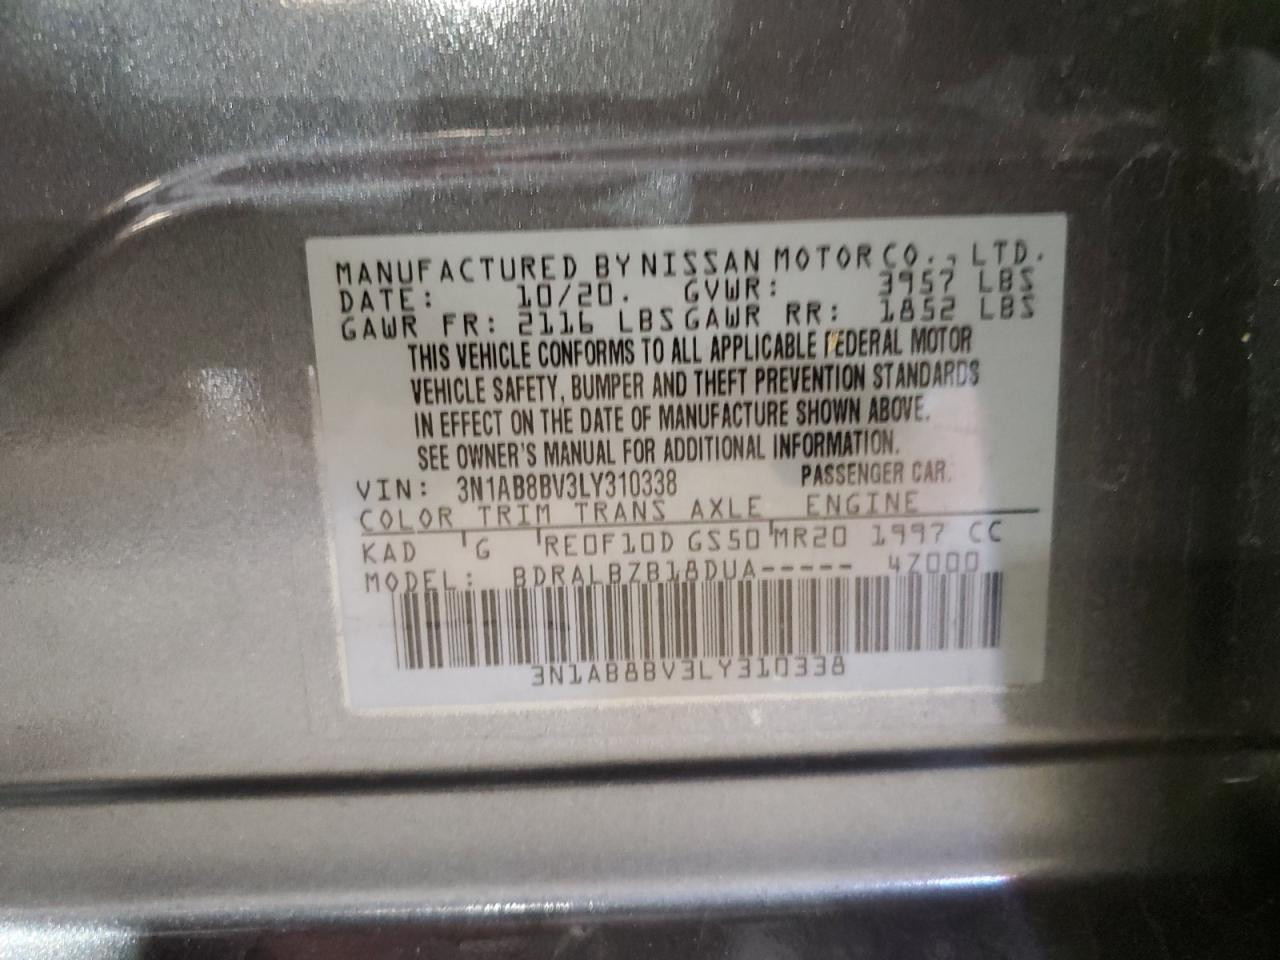 MANUFACTURED BY NISSAN MOTOR CO., LTD.
DATE: 10/20. GVWR: 3957 LBS
GAWR FR: 2116 LBS GAWR RR: 1852 LBS
THIS VEHICLE CONFORMS TO ALL APPLICABLE FEDERAL MOTOR
VEHICLE SAFETY, BUMPER AND THEFT PREVENTION STANDARDS
IN EFFECT ON THE DATE OF MANUFACTURE SHOWN ABOVE.
SEE OWNER'S MANUAL FOR ADDITIONAL INFORMATION.
VIN: 3N1AB8BV3LY310338 PASSENGER CAR.
COLOR TRIM TRANS AXLE ENGINE
KAD G RE0F10D GS50 MR20 1997 CC
MODEL: BDRALBZB18DUA----- 4Z000
3N1AB8BV3LY310338